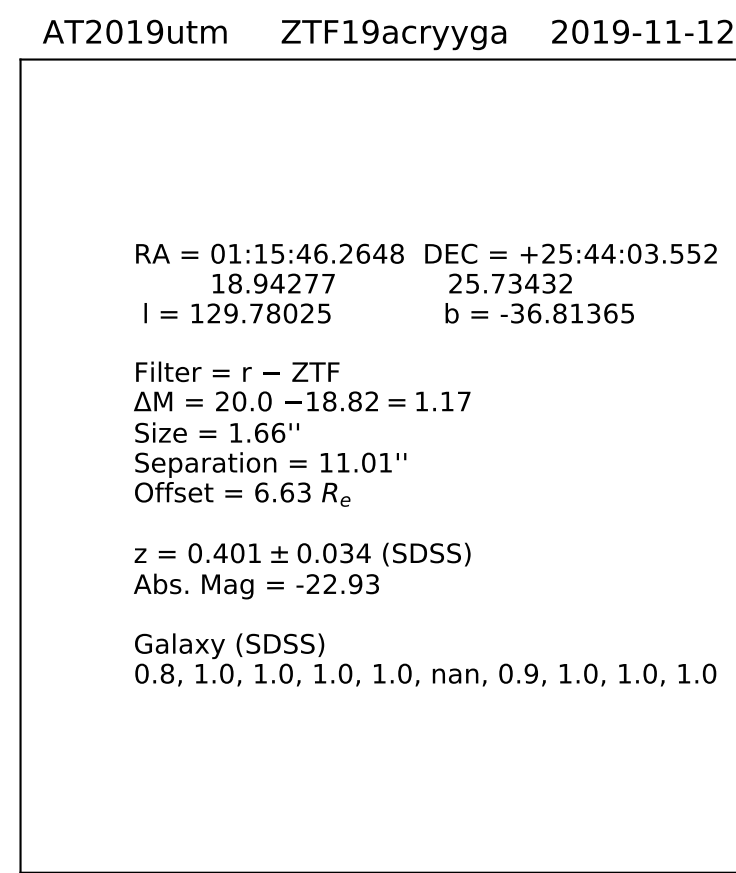 AT2019utm ZTF19acryyga 2019-11-12
RA = 01:15:46.2648 DEC = +25:44:03.552
18.94277 25.73432
l = 129.78025 b = -36.81365
Filter = r − ZTF
ΔM = 20.0 −18.82 = 1.17
Size = 1.66''
Separation = 11.01''
Offset = 6.63 Re
z = 0.401 ± 0.034 (SDSS)
Abs. Mag = -22.93
Galaxy (SDSS)
0.8, 1.0, 1.0, 1.0, 1.0, nan, 0.9, 1.0, 1.0, 1.0